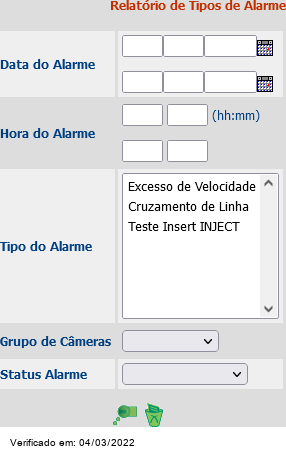 Relatório de Tipos de Alarme
Data do Alarme
Hora do Alarme
(hh:mm)
Tipo do Alarme
Excesso de Velocidade
Cruzamento de Linha
Teste Insert INJECT
Grupo de Câmeras
Status Alarme
Verificado em: 04/03/2022